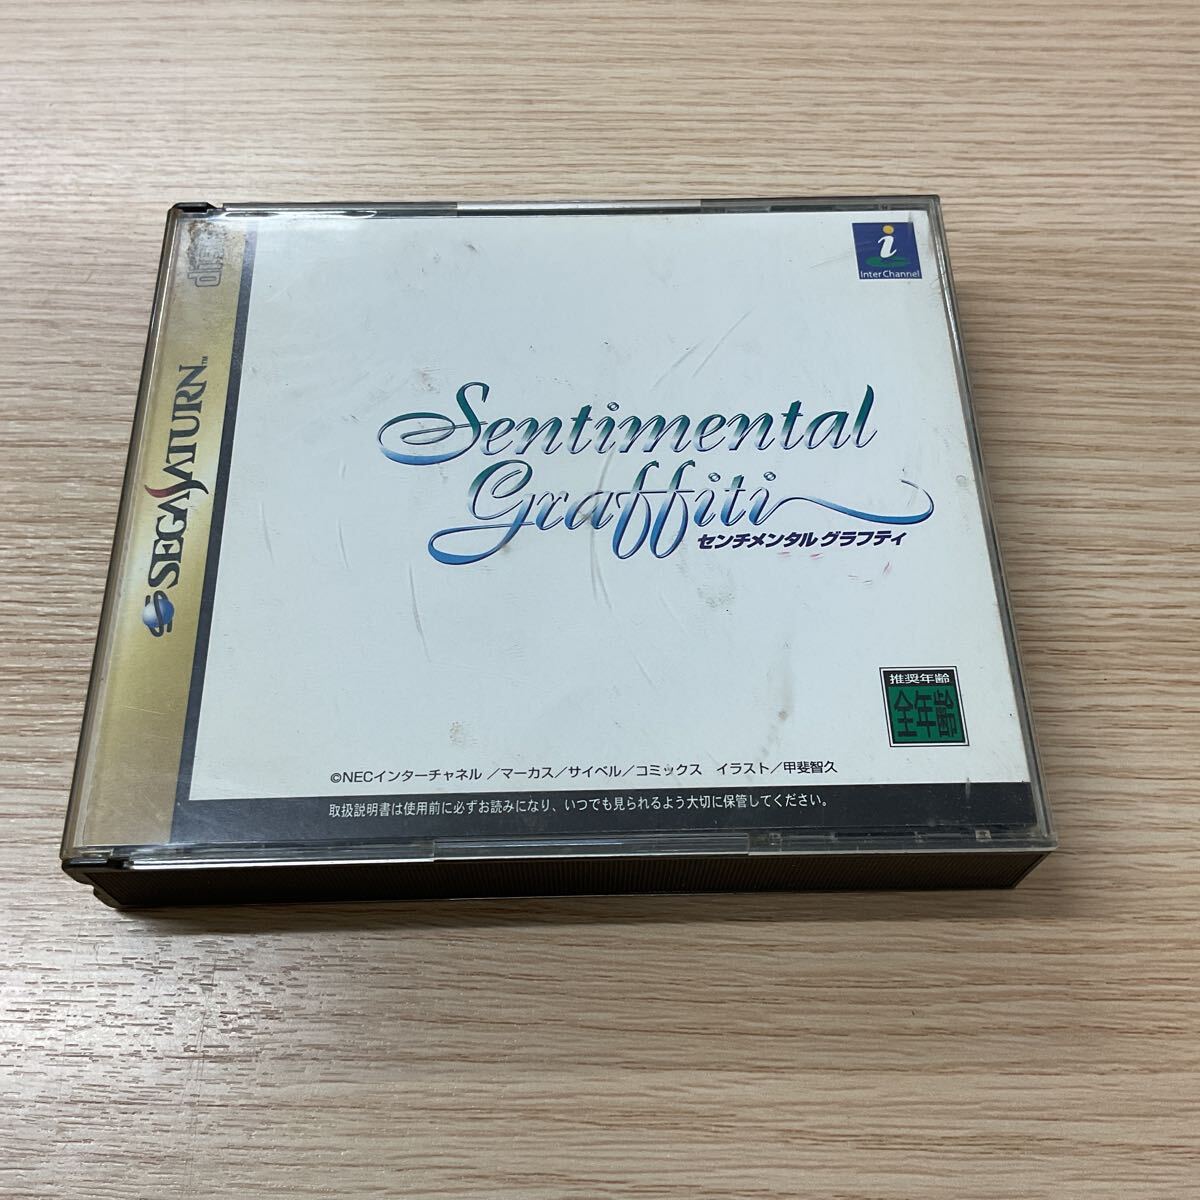 disc
SEGA SATURN™
i
Inter Channel
Sentimental
graffiti
センチメンタル グラフティ
推奨年齢
全年齢
©NECインターチャネル／マーカス／サイベル／コミックス　イラスト／甲斐智久
取扱説明書は使用前に必ずお読みになり、いつでも見られるよう大切に保管してください。